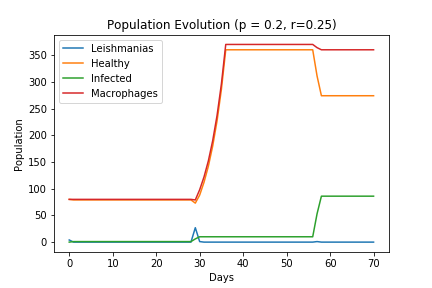 Population Evolution (p = 0.2, r=0.25)
Leishmanias
Healthy
Infected
Macrophages
Population
350
300
250
200
150
100
50
0
0 10 20 30 40 50 60 70
Days